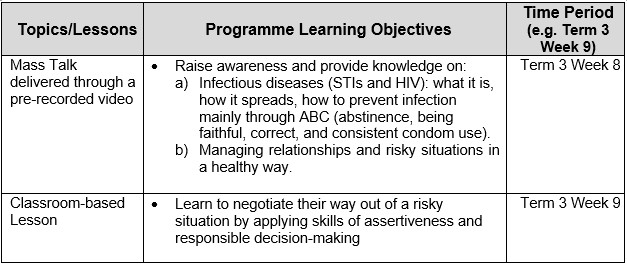 Topics/Lessons
Programme Learning Objectives
Time Period
(e.g. Term 3
Week 9)
Mass Talk
delivered through a
pre-recorded video
• Raise awareness and provide knowledge on:
a) Infectious diseases (STIs and HIV): what it is,
how it spreads, how to prevent infection
mainly through ABC (abstinence, being
faithful, correct, and consistent condom use).
b) Managing relationships and risky situations in
a healthy way.
Term 3 Week 8
Classroom-based
Lesson
• Learn to negotiate their way out of a risky
situation by applying skills of assertiveness and
responsible decision-making
Term 3 Week 9